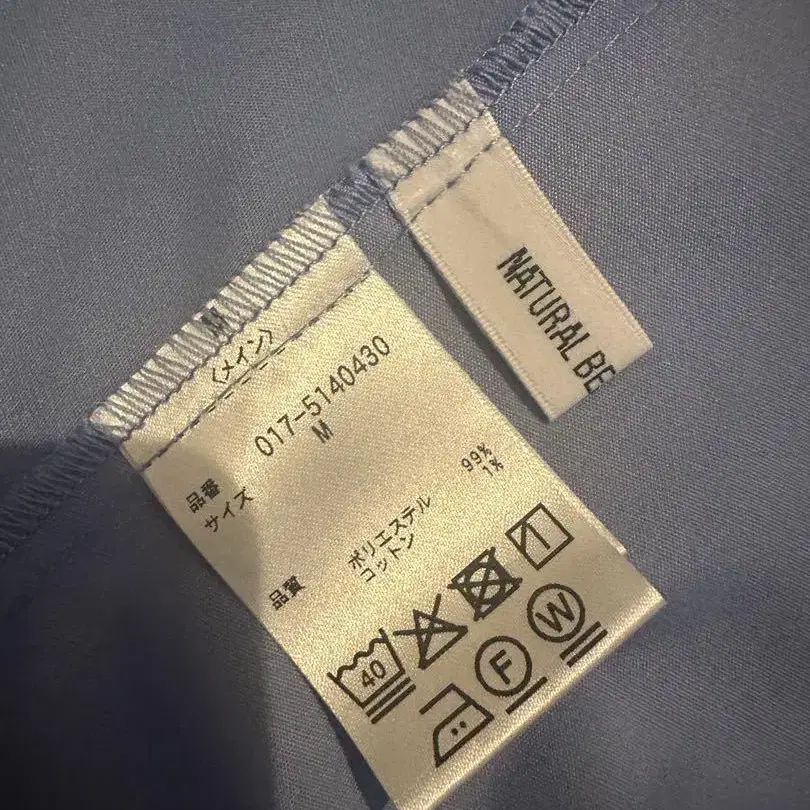 M
〈メイン〉
品番 017-5140430
サイズ M
品質 ポリエステル 99%
コットン 1%
40
F
W
NATURAL BE